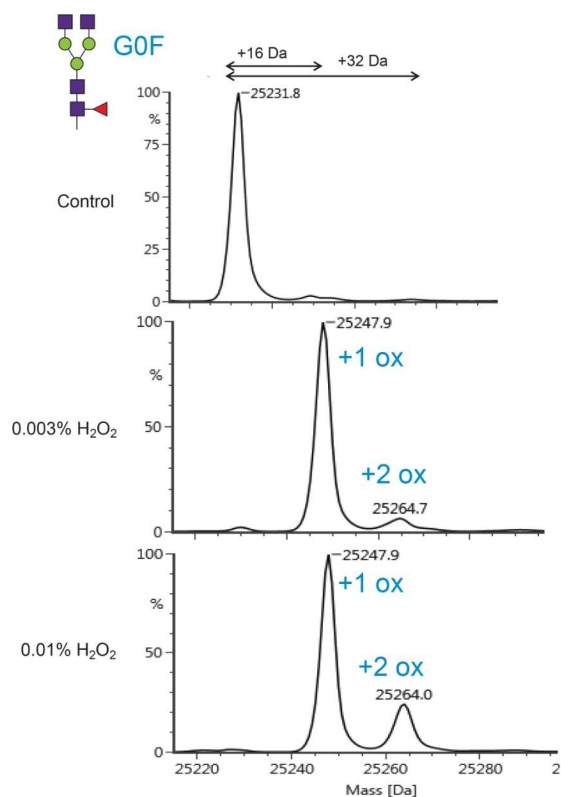 G0F
+16 Da
+32 Da
Control
100
%
75
50
25
0
25231.8
0.003% H₂O₂
100
%
50
0
25247.9
+1 ox
+2 ox
25264.7
0.01% H₂O₂
100
%
50
0
25247.9
+1 ox
+2 ox
25264.0
25220 25240 25260 25280 2
Mass [Da]